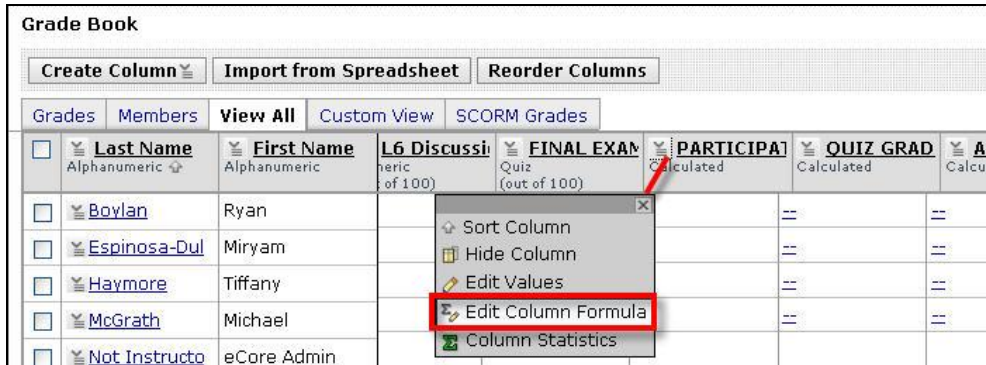 Grade Book
Create Column Import from Spreadsheet Reorder Columns
Grades Members View All Custom View SCORM Grades
Last Name First Name L6 Discussi FINAL EXAM PARTICIPAT QUIZ GRAD A
Alphanumeric Alphanumeric neric Quiz Calculated Calculated Calcu
of 100) (out of 100)
Boylan Ryan -- --
Espinosa-Dul Miryam -- --
Haymore Tiffany -- --
McGrath Michael -- --
Not Instructo eCore Admin
Sort Column
Hide Column
Edit Values
Edit Column Formula
Column Statistics